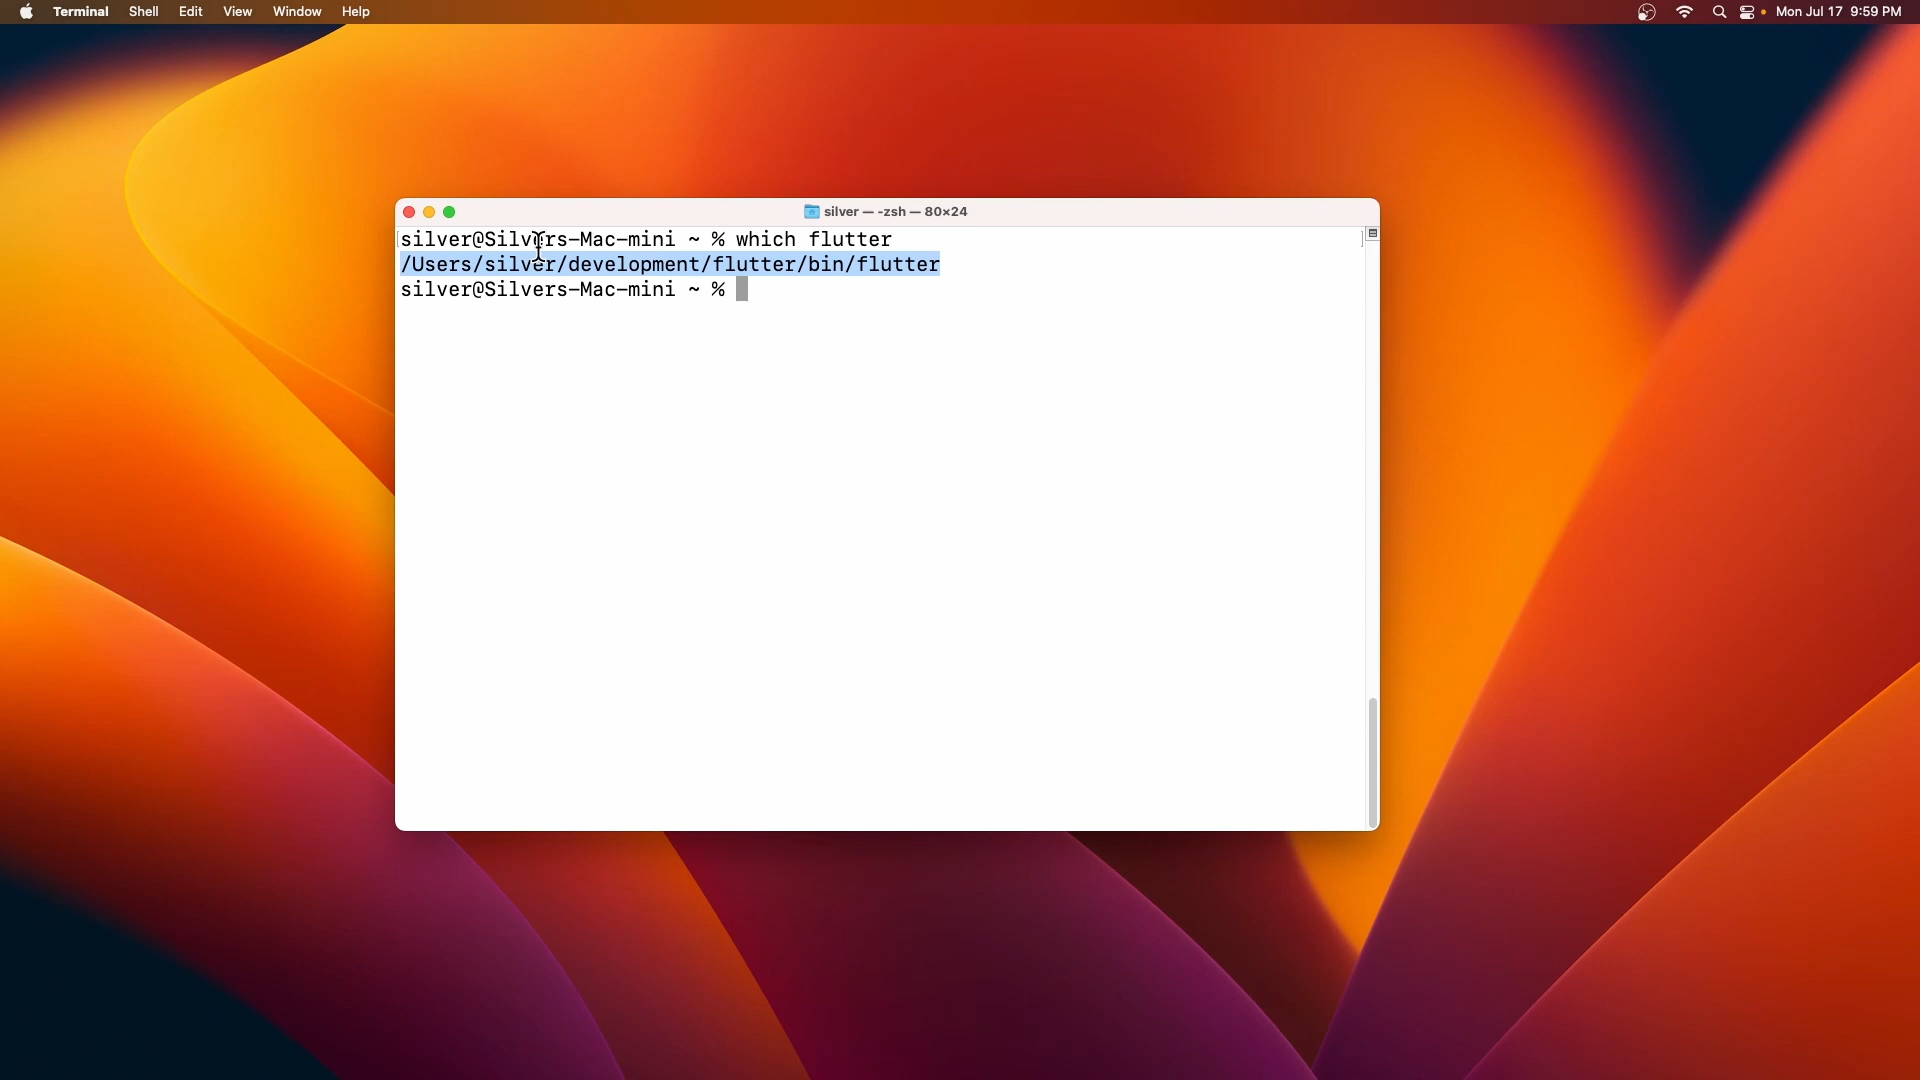 Terminal Shell Edit View Window Help Mon Jul 17 9:59 PM
silver — -zsh — 80×24
silver@Silvers-Mac-mini ~ % which flutter
/Users/silver/development/flutter/bin/flutter
silver@Silvers-Mac-mini ~ %